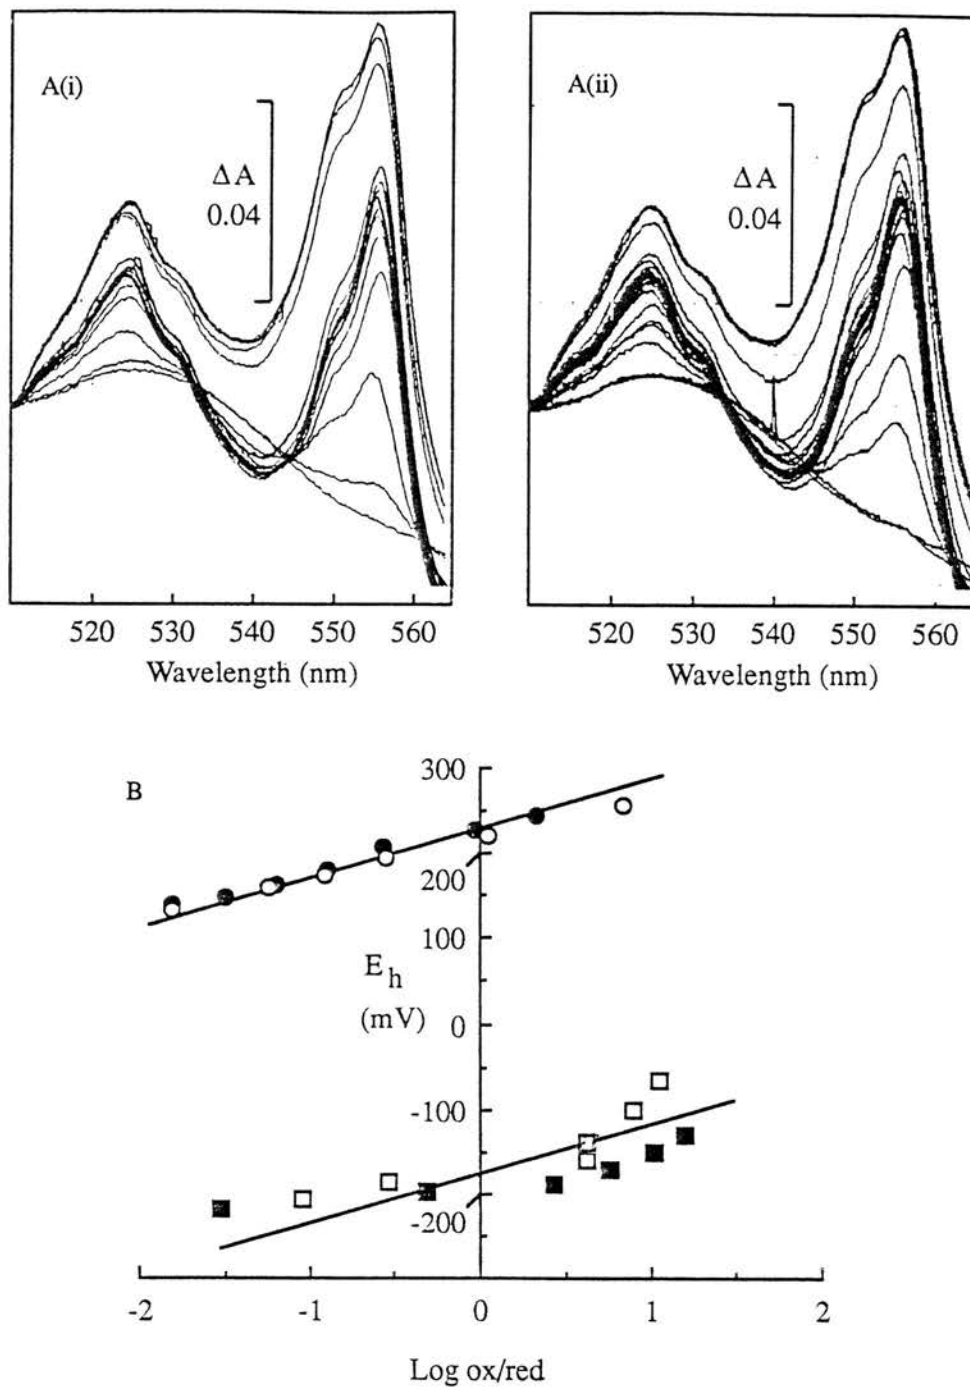 A(i)
ΔA
0.04
520 530 540 550 560
Wavelength (nm)
A(ii)
ΔA
0.04
520 530 540 550 560
Wavelength (nm)
B
300
200
100
E h
(mV)
0
-100
-200
-2 -1 0 1 2
Log ox/red